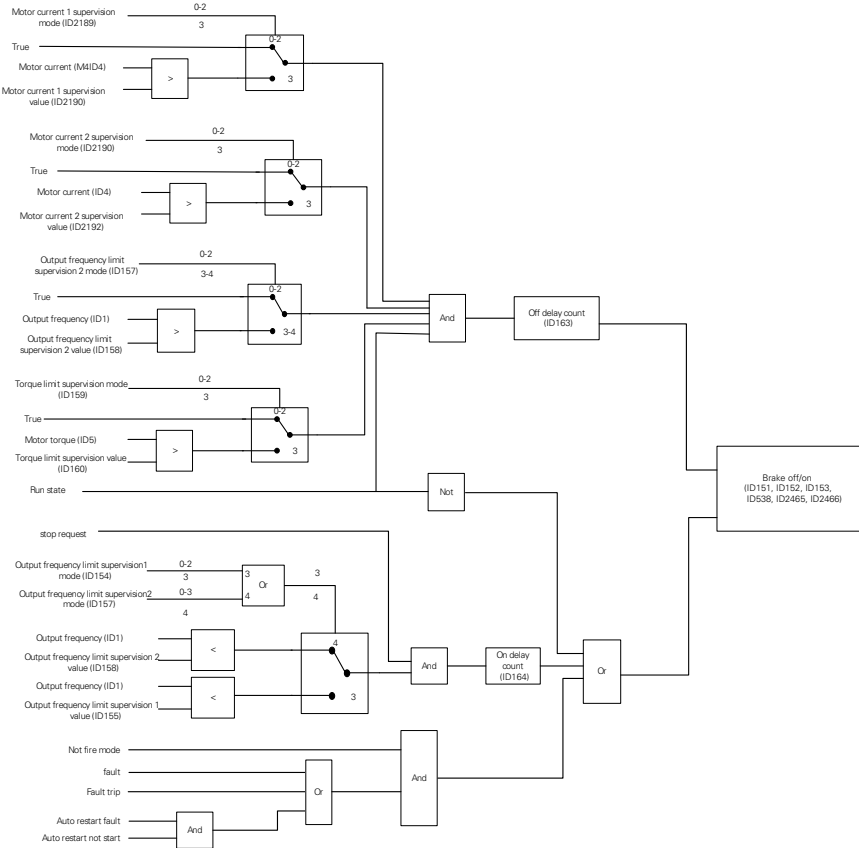 Motor current 1 supervision
mode (ID2189)
0-2
3
True
0-2
Motor current (M4ID4)
>
3
Motor current 1 supervision
value (ID2190)
Motor current 2 supervision
mode (ID2190)
0-2
3
True
0-2
Motor current (ID4)
>
3
Motor current 2 supervision
value (ID2192)
Output frequency limit
supervision 2 mode (ID157)
0-2
3-4
True
0-2
Output frequency (ID1)
>
3-4
Output frequency limit
supervision 2 value (ID158)
And
Off delay count
(ID163)
Torque limit supervision mode
(ID159)
0-2
3
True
0-2
Motor torque (ID5)
>
3
Torque limit supervision value
(ID160)
Run state
Not
Brake off/on
(ID151, ID152, ID153,
ID538, ID2465, ID2466)
stop request
Output frequency limit supervision1
mode (ID154)
0-2
3
3
Or
3
Output frequency limit supervision2
mode (ID157)
0-3
4
4
4
Output frequency (ID1)
<
4
Output frequency limit supervision 2
value (ID158)
Output frequency (ID1)
<
3
Output frequency limit supervision 1
value (ID155)
And
On delay
count
(ID164)
Or
Not fire mode
fault
Fault trip
Or
And
Auto restart fault
And
Auto restart not start